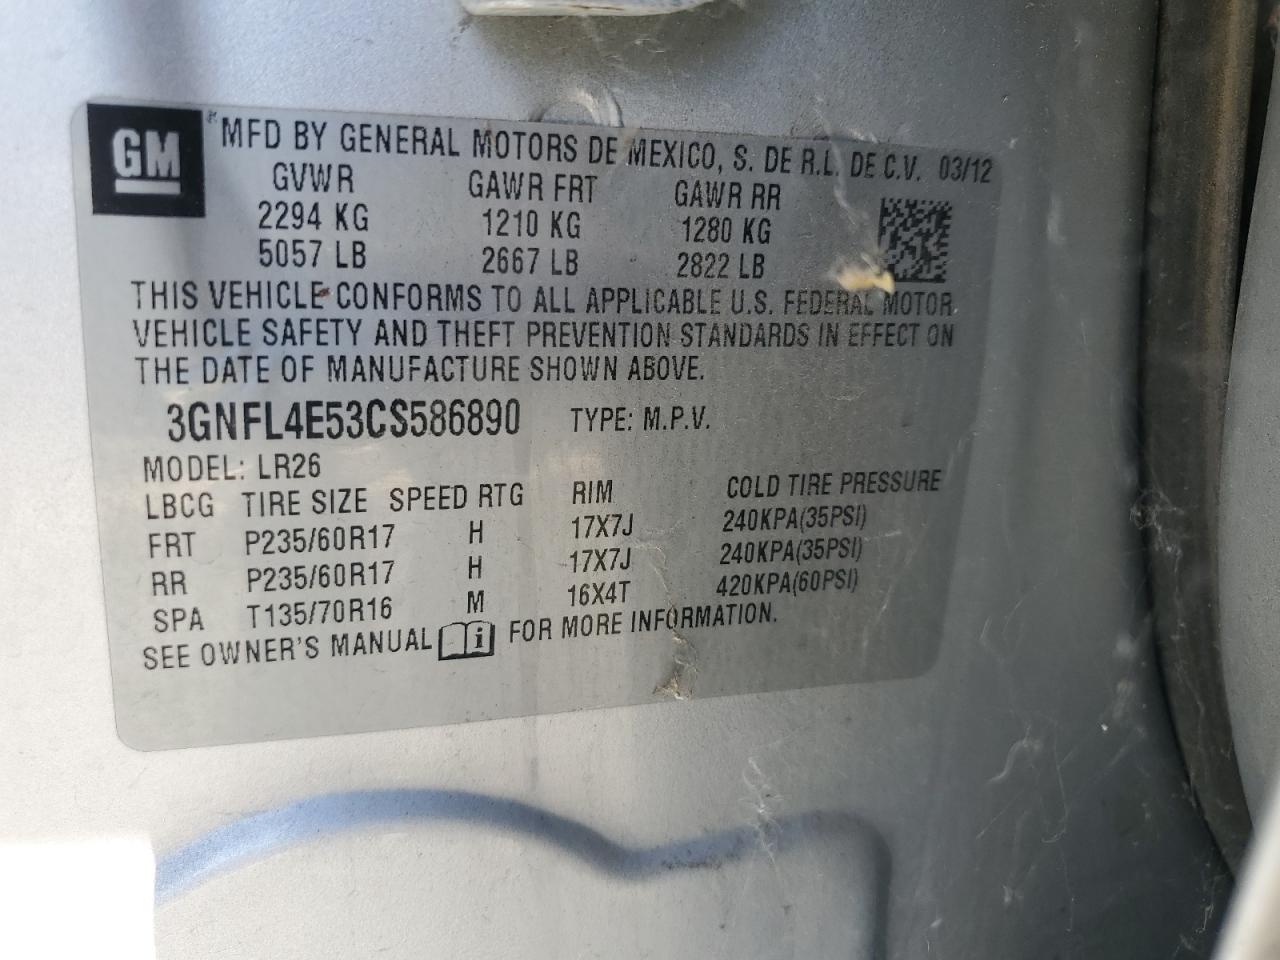 GM
MFD BY GENERAL MOTORS DE MEXICO, S. DE R.L. DE C.V. 03/12
GVWR GAWR FRT GAWR RR
2294 KG 1210 KG 1280 KG
5057 LB 2667 LB 2822 LB
THIS VEHICLE CONFORMS TO ALL APPLICABLE U.S. FEDERAL MOTOR
VEHICLE SAFETY AND THEFT PREVENTION STANDARDS IN EFFECT ON
THE DATE OF MANUFACTURE SHOWN ABOVE.
3GNFL4E53CS586890 TYPE: M.P.V.
MODEL: LR26
LBCG TIRE SIZE SPEED RTG RIM COLD TIRE PRESSURE
FRT P235/60R17 H 17X7J 240KPA(35PSI)
RR P235/60R17 H 17X7J 240KPA(35PSI)
SPA T135/70R16 M 16X4T 420KPA(60PSI)
SEE OWNER'S MANUAL i FOR MORE INFORMATION.